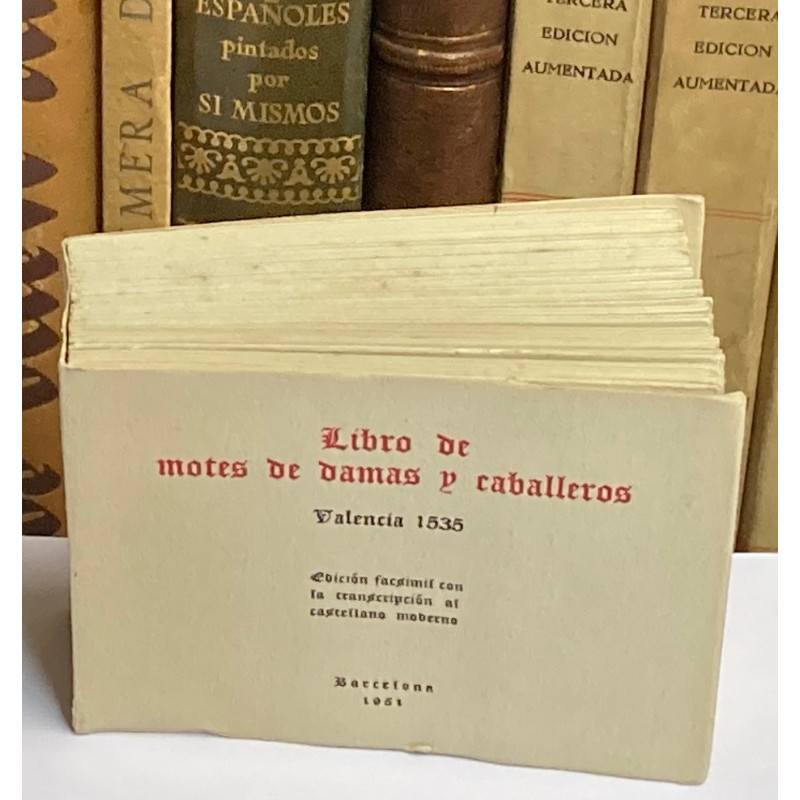 ESPAÑOLES
pintados
por
SI MISMOS
MERA D
TERCERA
EDICION
AUMENTADA
TERCERA
EDICION
AUMENTADA
Libro de
motes de damas y caballeros
Valencia 1535
Edición facsimil con
la transcripción al
castellano moderno
Barcelona
1951